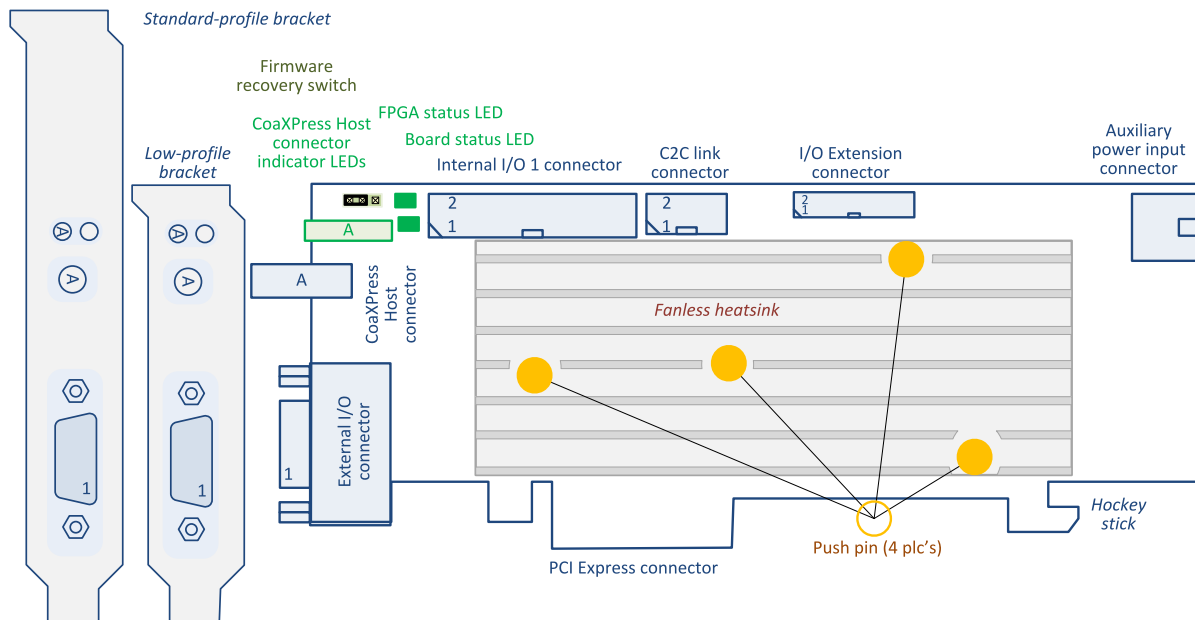 Standard-profile bracket
Firmware
recovery switch
FPGA status LED
CoaXPress Host
connector
indicator LEDs
Board status LED
Low-profile
bracket
Internal I/O 1 connector
C2C link
connector
I/O Extension
connector
Auxiliary
power input
connector
2
1
2
1
2
1
A
A
A
A
A
A
CoaXPress
Host
connector
Fanless heatsink
External I/O
connector
1
1
1
Hockey
stick
Push pin (4 plc's)
PCI Express connector